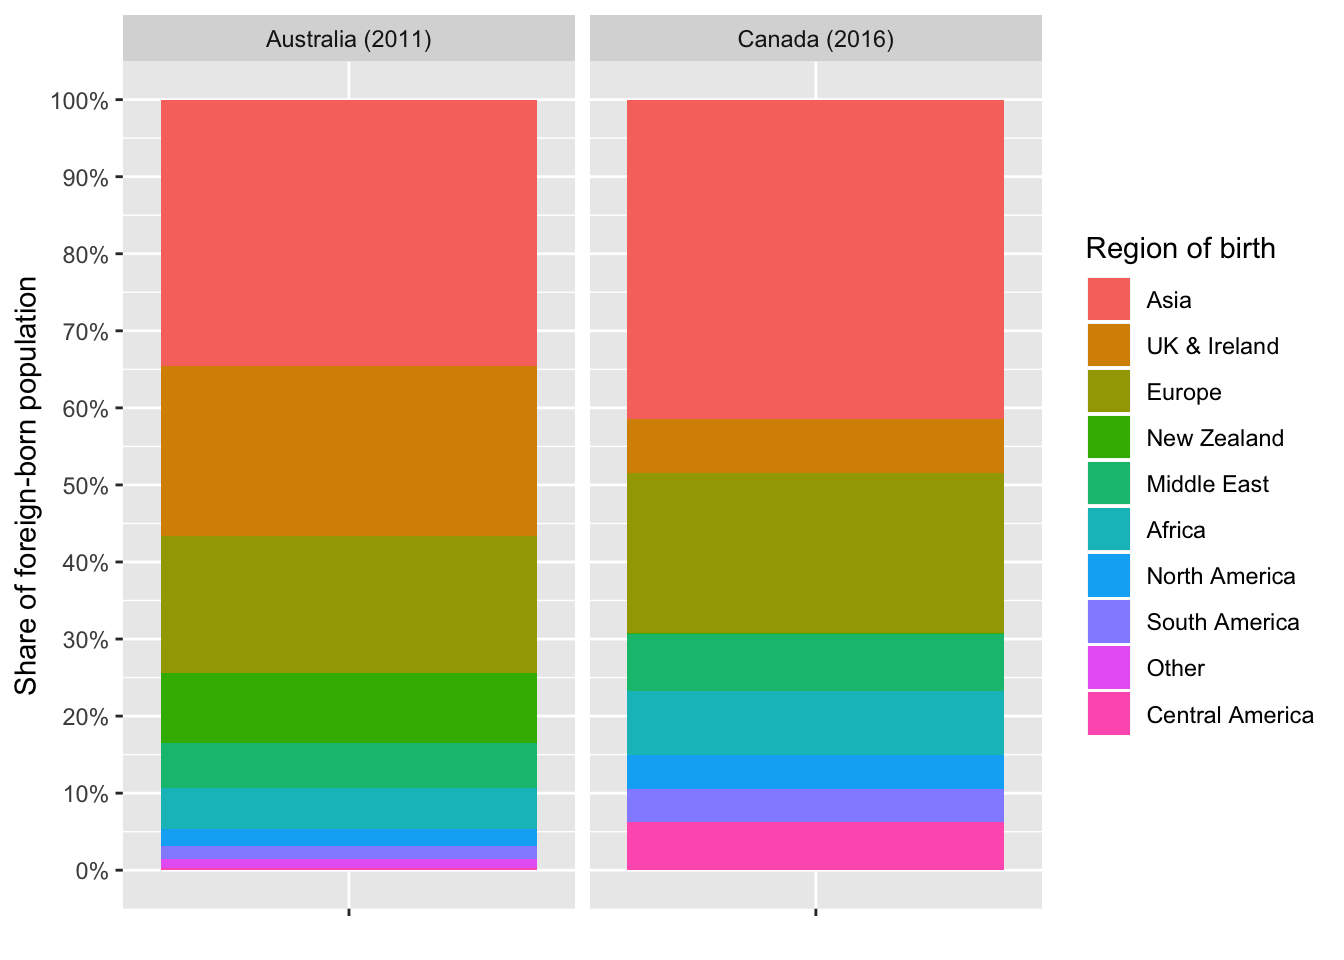 Australia (2011)
Canada (2016)
100%
90%
80%
70%
60%
50%
40%
30%
20%
10%
0%
Share of foreign-born population
Region of birth
Asia
UK & Ireland
Europe
New Zealand
Middle East
Africa
North America
South America
Other
Central America